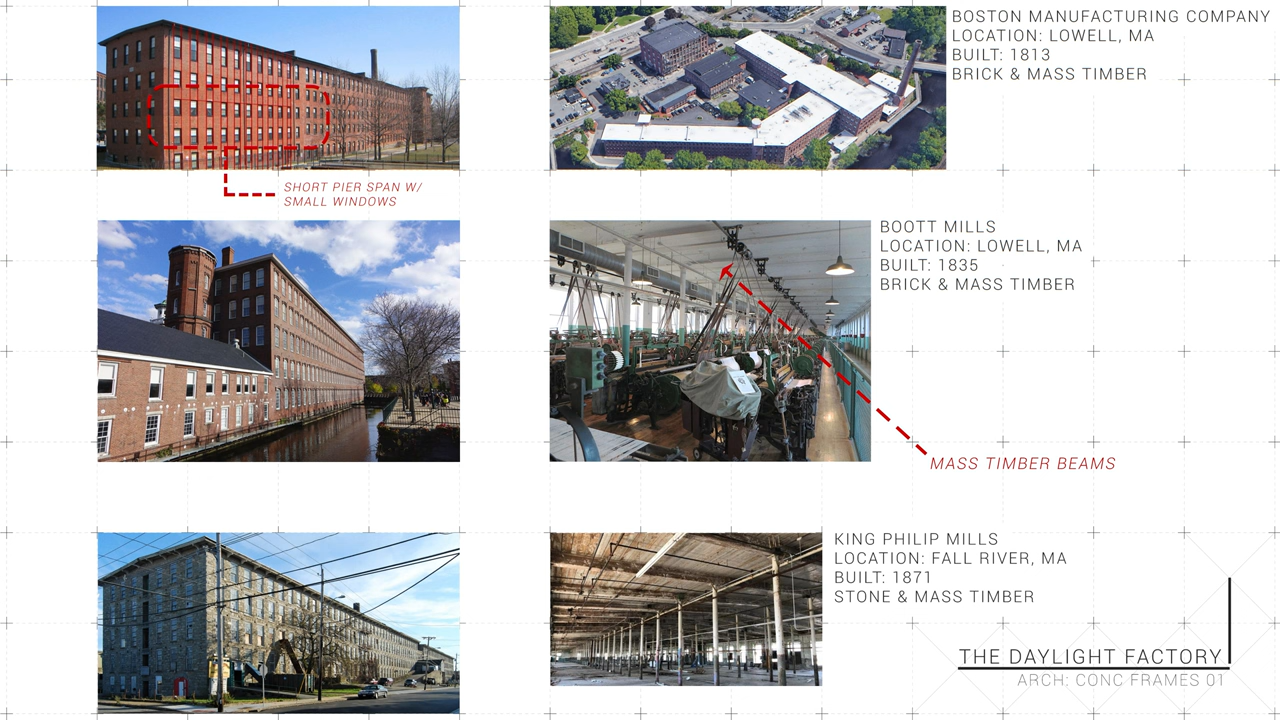 BOSTON MANUFACTURING COMPANY
LOCATION: LOWELL, MA
BUILT: 1813
BRICK & MASS TIMBER
SHORT PIER SPAN W/
SMALL WINDOWS
BOOTT MILLS
LOCATION: LOWELL, MA
BUILT: 1835
BRICK & MASS TIMBER
MASS TIMBER BEAMS
KING PHILIP MILLS
LOCATION: FALL RIVER, MA
BUILT: 1871
STONE & MASS TIMBER
THE DAYLIGHT FACTORY
ARCH: CONC FRAMES 01